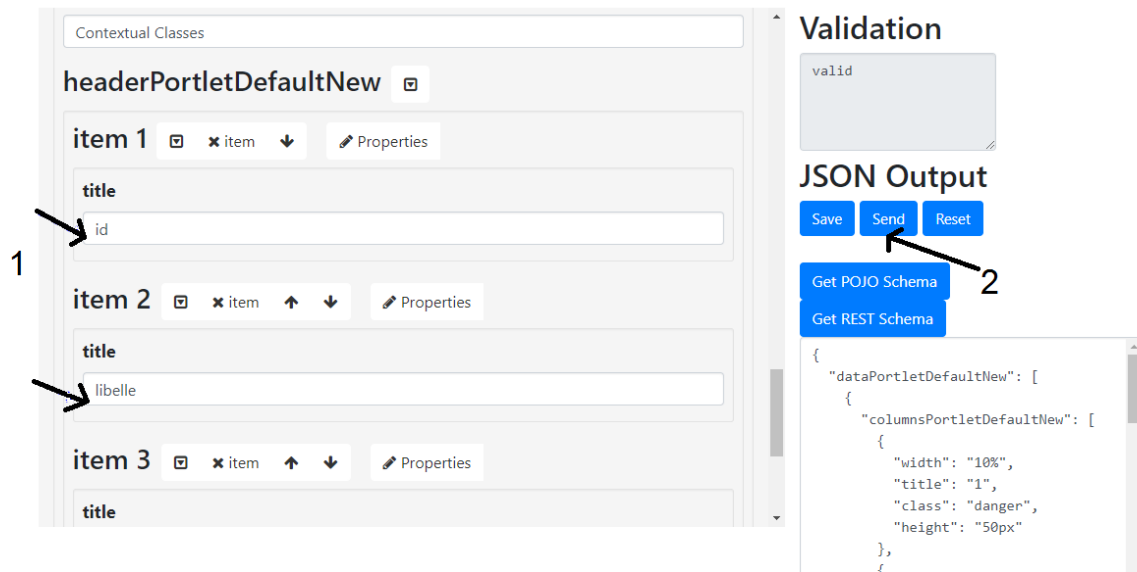 Contextual Classes
headerPortletDefaultNew
item 1 item Properties
title
id
1
item 2 item Properties
title
libelle
item 3 item Properties
title
Validation
valid
JSON Output
Save Send Reset
2
Get POJO Schema
Get REST Schema
{
"dataPortletDefaultNew": [
{
"columnsPortletDefaultNew": [
{
"width": "10%",
"title": "1",
"class": "danger",
"height": "50px"
},
{